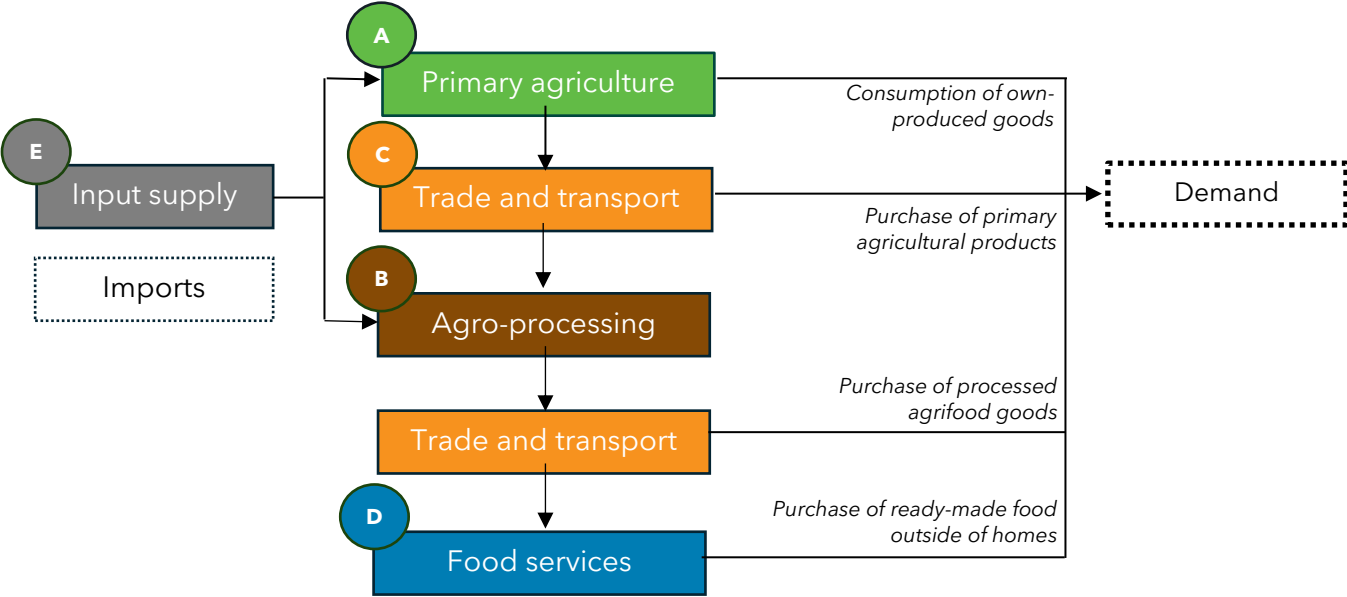 A
Primary agriculture
Consumption of own-
produced goods
E
Input supply
C
Trade and transport
Demand
Purchase of primary
agricultural products
Imports
B
Agro-processing
Purchase of processed
agrifood goods
Trade and transport
D
Purchase of ready-made food
outside of homes
Food services